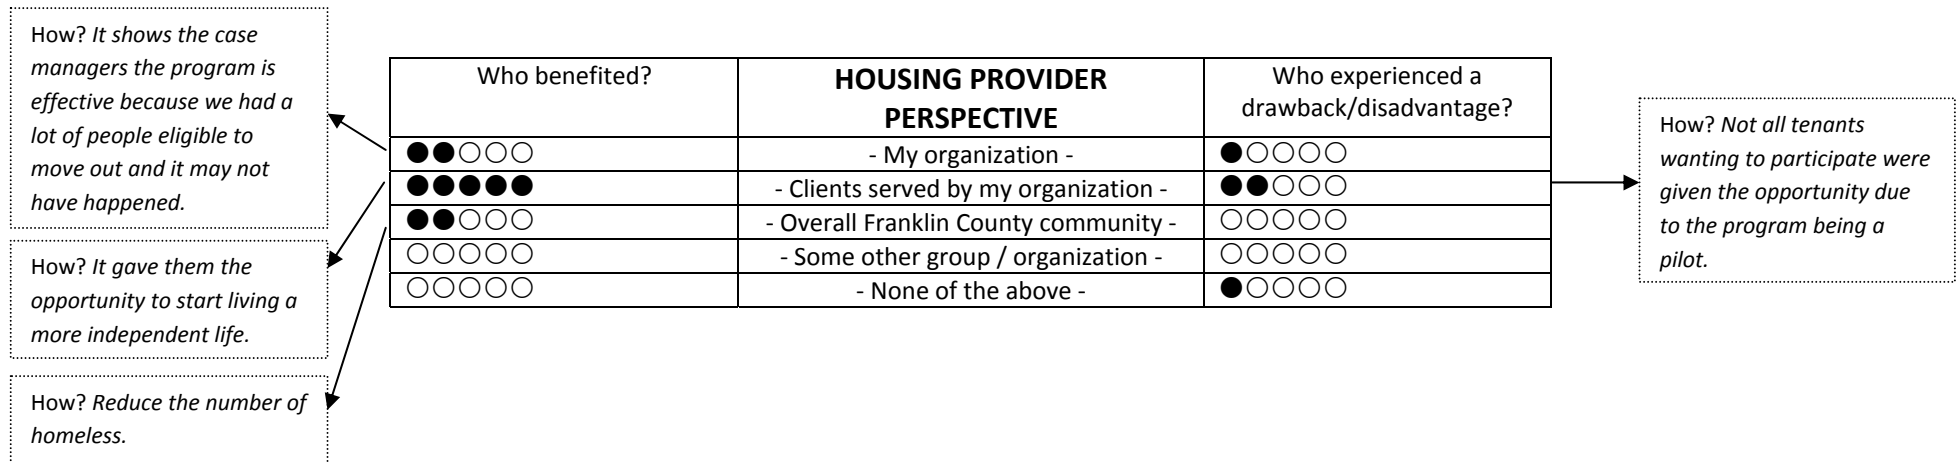 How? It shows the case
managers the program is
effective because we had a
lot of people eligible to
move out and it may not
have happened.
How? It gave them the
opportunity to start living a
more independent life.
How? Reduce the number of
homeless.
Who benefited?
HOUSING PROVIDER
PERSPECTIVE
Who experienced a
drawback/disadvantage?
●●○○○ - My organization - ●○○○○
●●●●● - Clients served by my organization - ●●○○○
●●○○○ - Overall Franklin County community - ○○○○○
○○○○○ - Some other group / organization - ○○○○○
○○○○○ - None of the above - ●○○○○
How? Not all tenants
wanting to participate were
given the opportunity due
to the program being a
pilot.